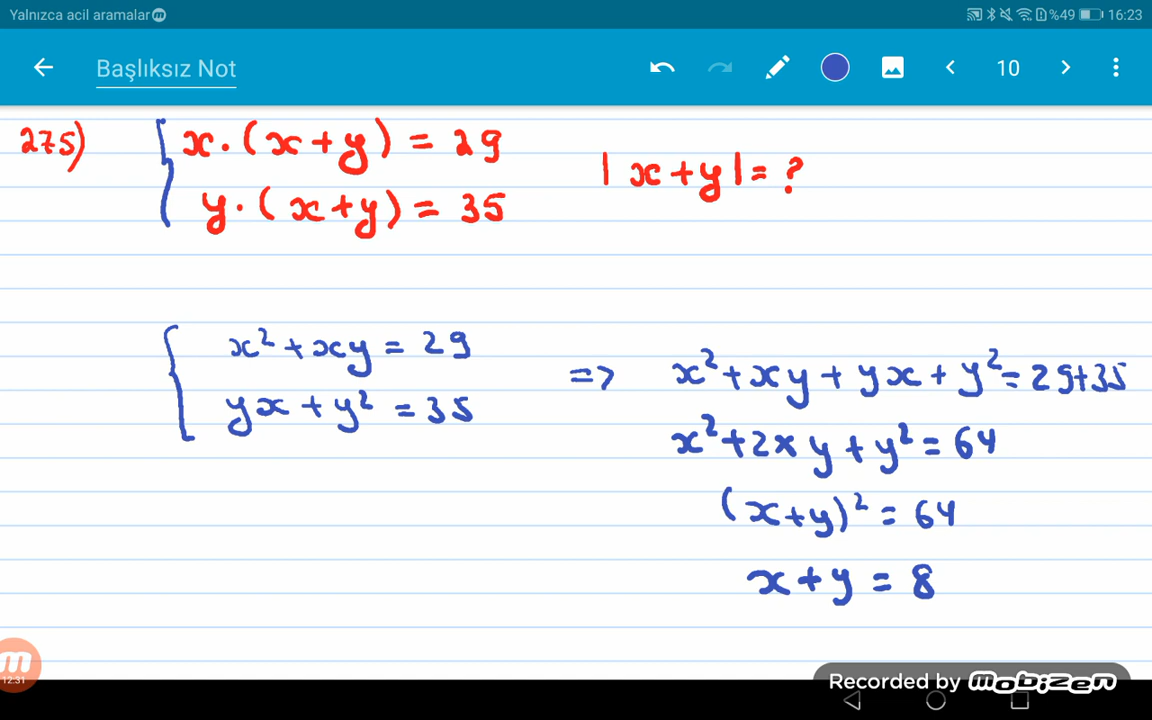 Yalnızca acil aramalar
%49 16:23
Başlıksız Not
10
275) x·(x+y) = 29
y·(x+y) = 35
|x+y| = ?
x²+xy = 29
yx+y² = 35
=> x²+xy+yx+y²=29+35
x²+2xy+y²=64
(x+y)²=64
x+y=8
12:31
Recorded by mobizen